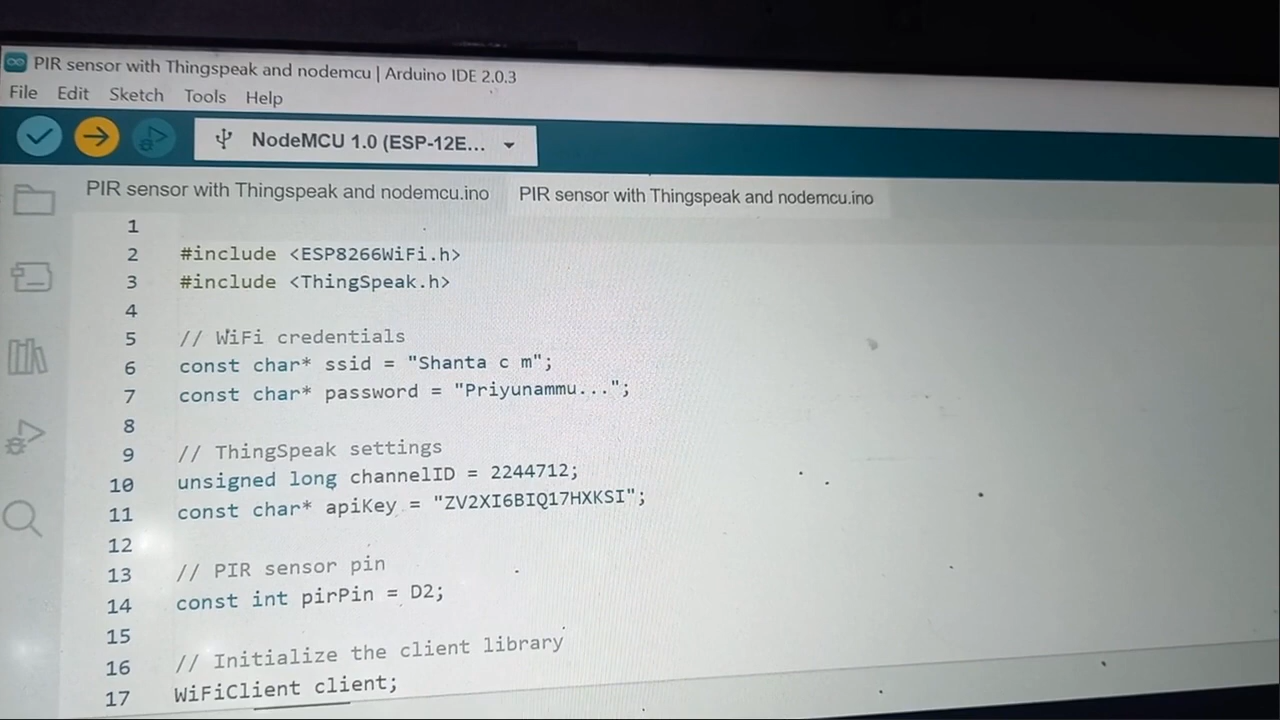 PIR sensor with Thingspeak and nodemcu | Arduino IDE 2.0.3
File Edit Sketch Tools Help
NodeMCU 1.0 (ESP-12E...
PIR sensor with Thingspeak and nodemcu.ino PIR sensor with Thingspeak and nodemcu.ino
1
2 #include <ESP8266WiFi.h>
3 #include <ThingSpeak.h>
4
5 // WiFi credentials
6 const char* ssid = "Shanta c m";
7 const char* password = "Priyunammu...";
8
9 // ThingSpeak settings
10 unsigned long channelID = 2244712;
11 const char* apiKey = "ZV2XI6BIQ17HXKSI";
12
13 // PIR sensor pin
14 const int pirPin = D2;
15
16 // Initialize the client library
17 WiFiClient client;